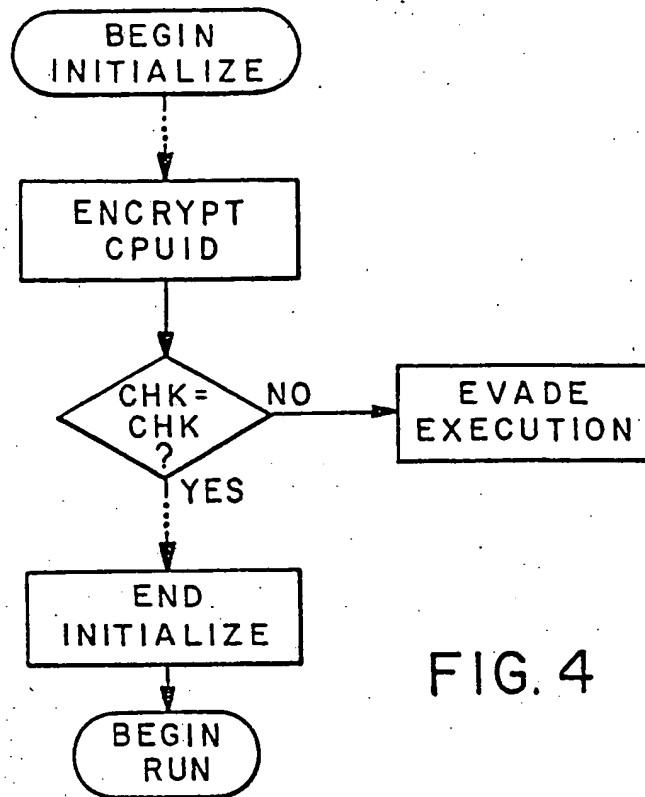 BEGIN
INITIALIZE
ENCRYPT
CPUID
CHK =
CHK
?
NO
EVADE
EXECUTION
YES
END
INITIALIZE
BEGIN
RUN
FIG. 4